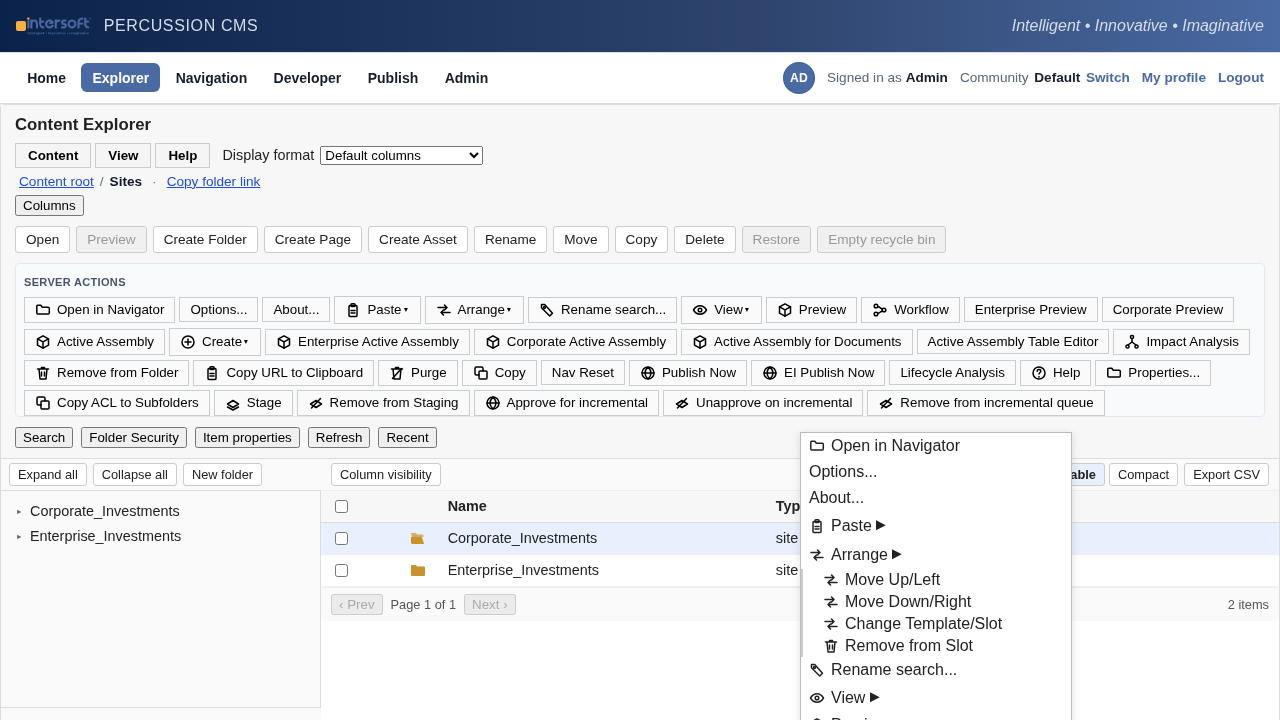 intersoft PERCUSSION CMS Intelligent • Innovative • Imaginative
Home Explorer Navigation Developer Publish Admin AD Signed in as Admin Community Default Switch My profile Logout
Content Explorer
Content View Help Display format Default columns
Content root / Sites · Copy folder link
Columns
Open Preview Create Folder Create Page Create Asset Rename Move Copy Delete Restore Empty recycle bin
SERVER ACTIONS
Open in Navigator Options... About... Paste ▾ Arrange ▾ Rename search... View ▾ Preview Workflow Enterprise Preview Corporate Preview
Active Assembly Create ▾ Enterprise Active Assembly Corporate Active Assembly Active Assembly for Documents Active Assembly Table Editor Impact Analysis
Remove from Folder Copy URL to Clipboard Purge Copy Nav Reset Publish Now EI Publish Now Lifecycle Analysis Help Properties...
Copy ACL to Subfolders Stage Remove from Staging Approve for incremental Unapprove on incremental Remove from incremental queue
Search Folder Security Item properties Refresh Recent
Expand all Collapse all New folder Column visibility Compact Export CSV
Name
▸ Corporate_Investments
▸ Enterprise_Investments
Corporate_Investments site
Enterprise_Investments site
‹ Prev Page 1 of 1 Next › 2 items
Open in Navigator
Options...
About...
Paste ▶
Arrange ▶
Move Up/Left
Move Down/Right
Change Template/Slot
Remove from Slot
Rename search...
View ▶